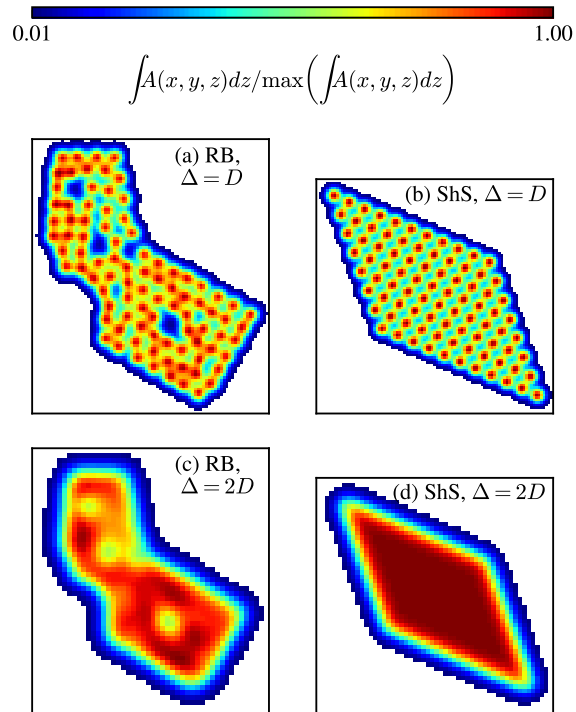 0.01 1.00
∫A(x, y, z)dz/max(∫A(x, y, z)dz)
(a) RB,
Δ = D
(b) ShS, Δ = D
(c) RB,
Δ = 2D
(d) ShS, Δ = 2D